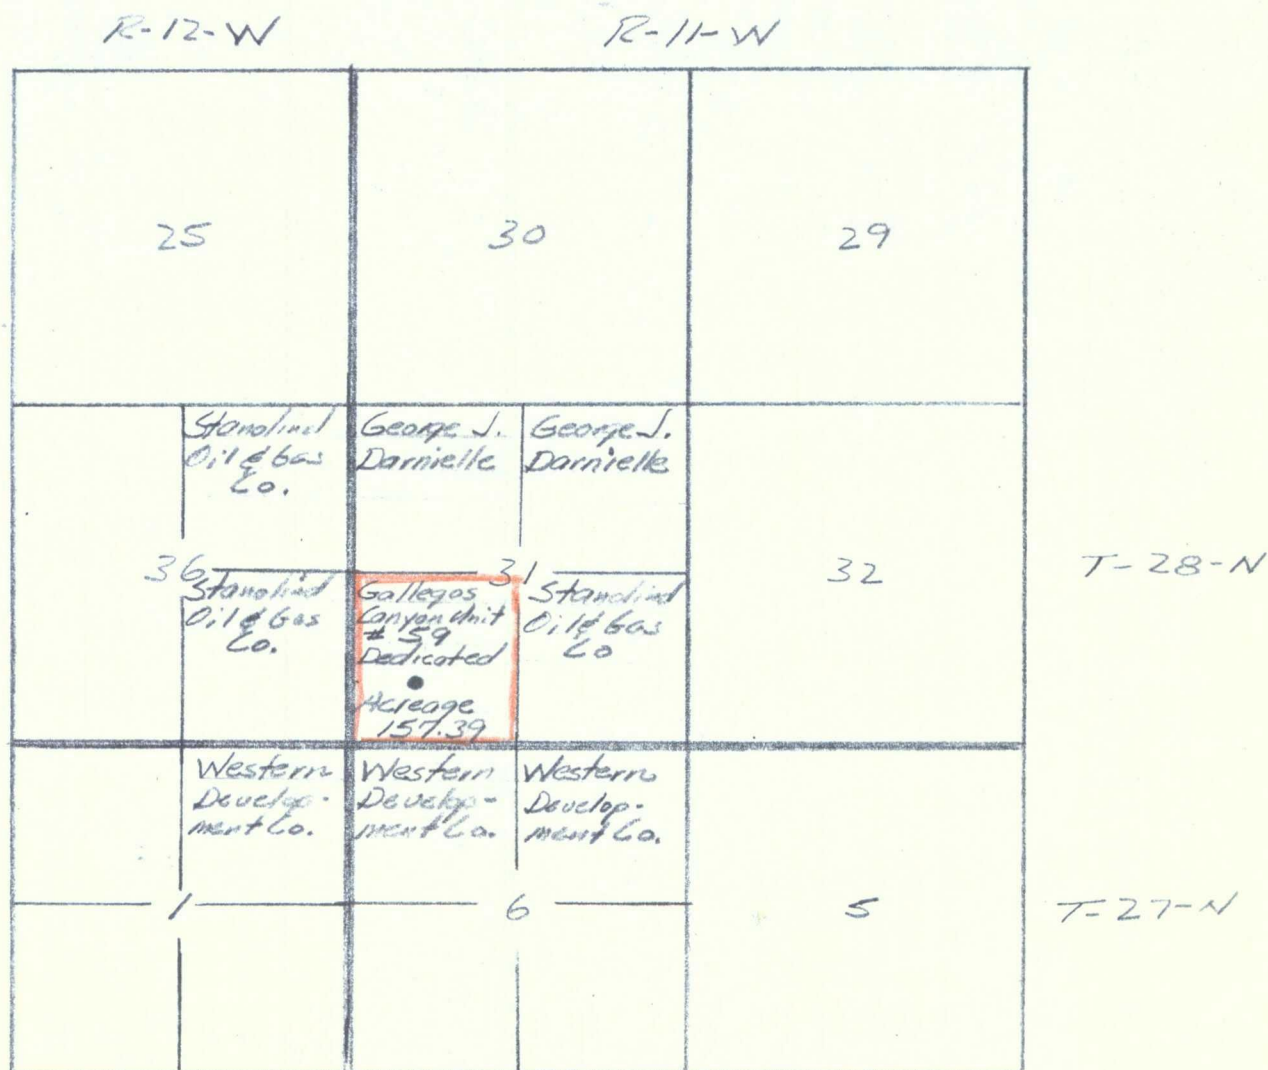 R-12-W
R-11-W
25
30
29
Stanolind
Oil & Gas
Co.
George J.
Darnielle
George J.
Darnielle
36
31
32
T-28-N
Stanolind
Oil & Gas
Co.
Gallegos
Canyon Unit
# 59
Dedicated
Acreage
157.39
Stanolind
Oil & Gas
Co
Western
Develop-
ment Co.
Western
Develop-
ment Co.
Western
Develop-
ment Co.
1
6
5
T-27-N